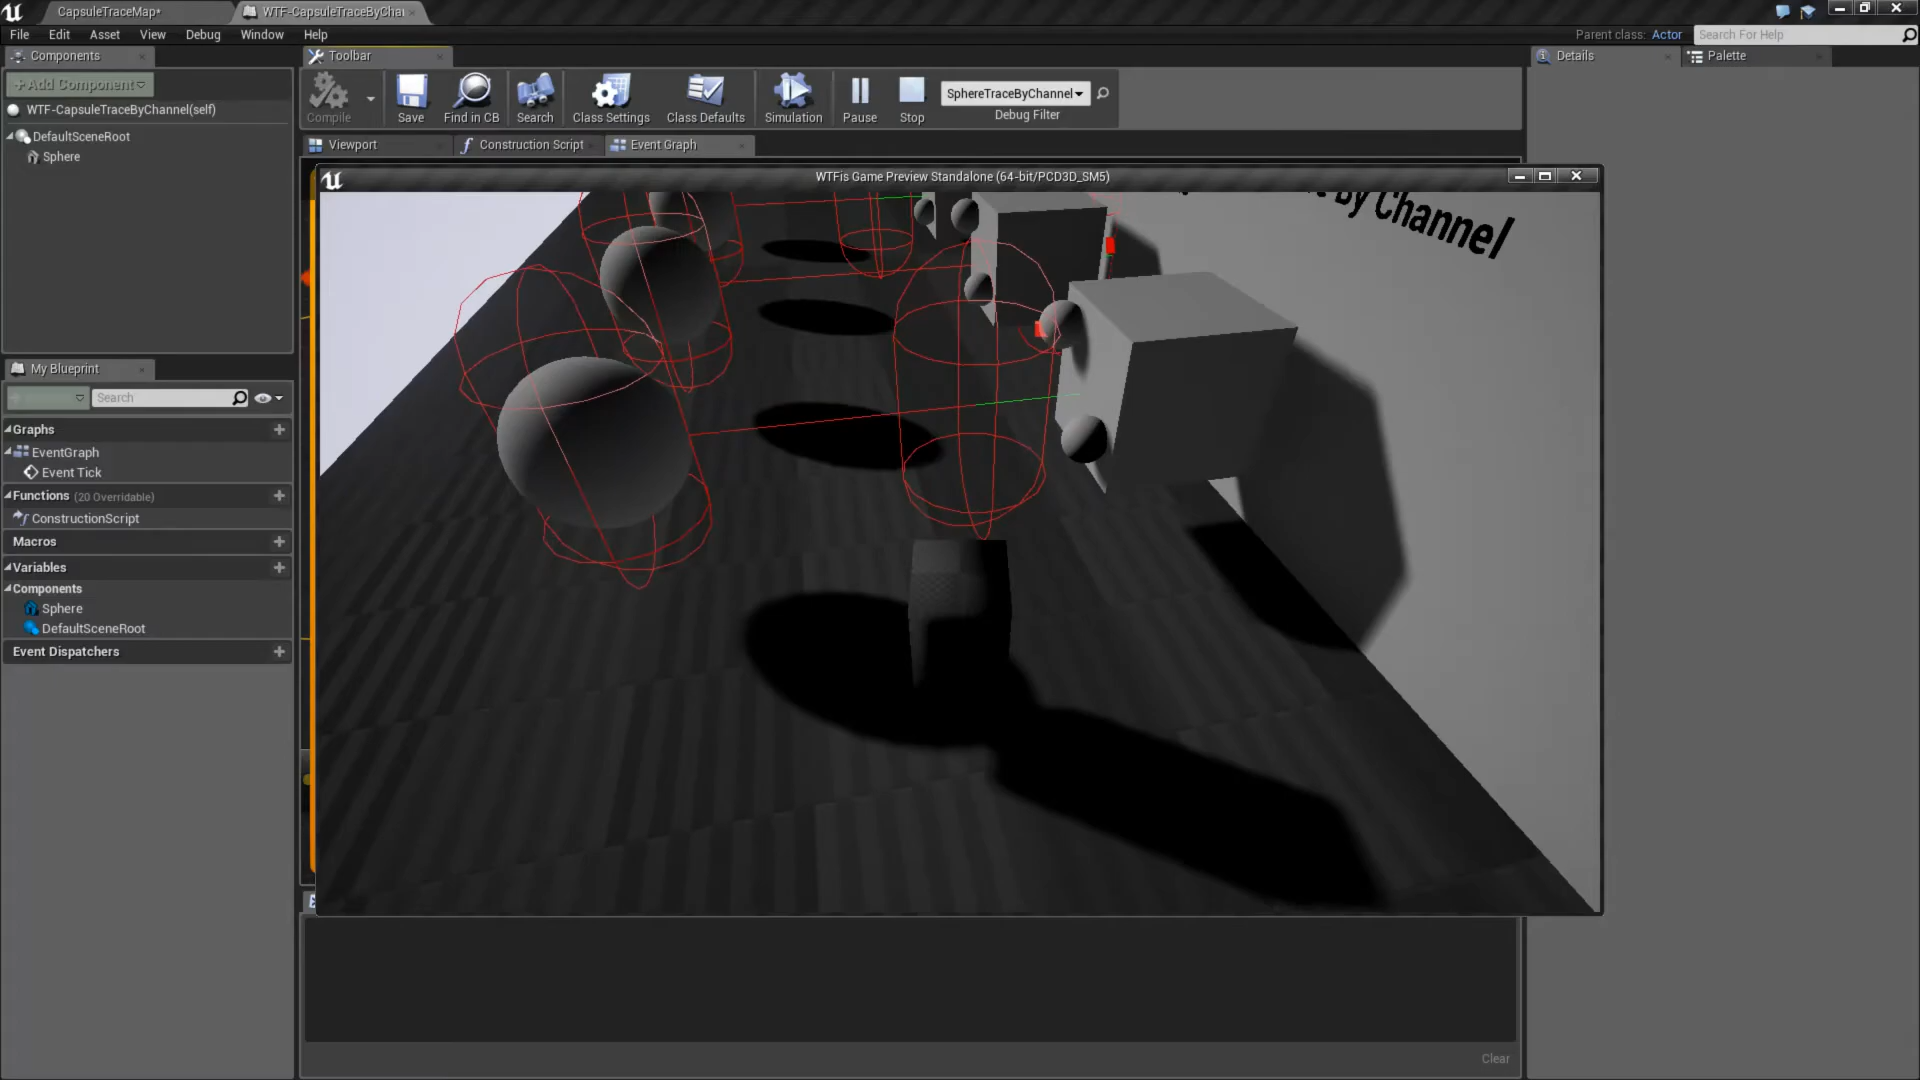 CapsuleTraceMap*
WTF-CapsuleTraceByChan
File Edit Asset View Debug Window Help
Parent class: Actor
Search For Help
Components
Toolbar
Details
Palette
+Add Component
WTF-CapsuleTraceByChannel(self)
DefaultSceneRoot
Sphere
Compile
Save
Find in CB
Search
Class Settings
Class Defaults
Simulation
Pause
Stop
SphereTraceByChannel
Debug Filter
Viewport
Construction Script
Event Graph
WTFis Game Preview Standalone (64-bit/PCD3D_SM5)
By Channel
My Blueprint
Search
Graphs
EventGraph
Event Tick
Functions (20 Overridable)
ConstructionScript
Macros
Variables
Components
Sphere
DefaultSceneRoot
Event Dispatchers
Clear